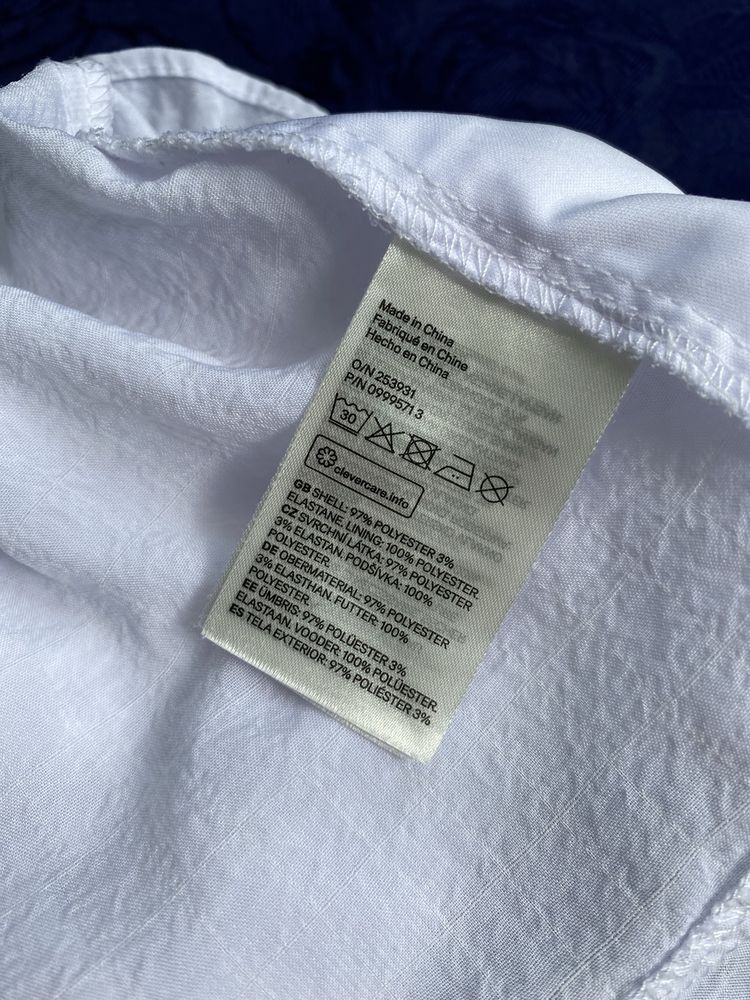 Made in China
Fabriqué en Chine
Hecho en China
O/N 253931
P/N 0999571 3
30
clevercare.info
GB SHELL: 97% POLYESTER 3%
ELASTANE. LINING: 100% POLYESTER
CZ SVRCHNÍ LÁTKA: 97% POLYESTER
3% ELASTAN. PODŠÍVKA: 100%
POLYESTER.
DE OBERMATERIAL: 97% POLYESTER
3% ELASTHAN. FUTTER: 100%
POLYESTER.
EE ÜMBRIS: 97% POLÜESTER 3%
ELASTAAN. VOODER: 100% POLÜESTER.
ES TELA EXTERIOR: 97% POLIÉSTER 3%